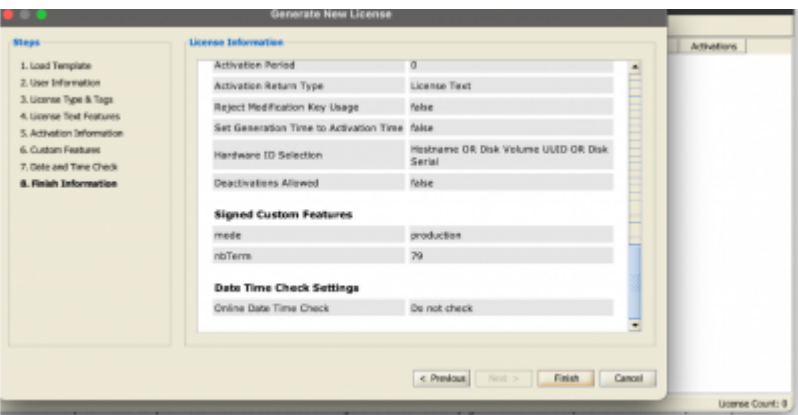 Generate New License
Steps
License Information
Activations
1. Load Template
2. User Information
3. License Type & Tags
4. License Text Features
5. Activation Information
6. Custom Features
7. Date and Time Check
8. Finish Information
Activation Period 0
Activation Return Type License Text
Reject Modification Key Usage false
Set Generation Time to Activation Time false
Hardware ID Selection Hostname OR Disk Volume UUID OR Disk
Serial
Deactivations Allowed false
Signed Custom Features
mode production
nbTerm 79
Date Time Check Settings
Online Date Time Check Do not check
< Previous Next > Finish Cancel
License Count: 0